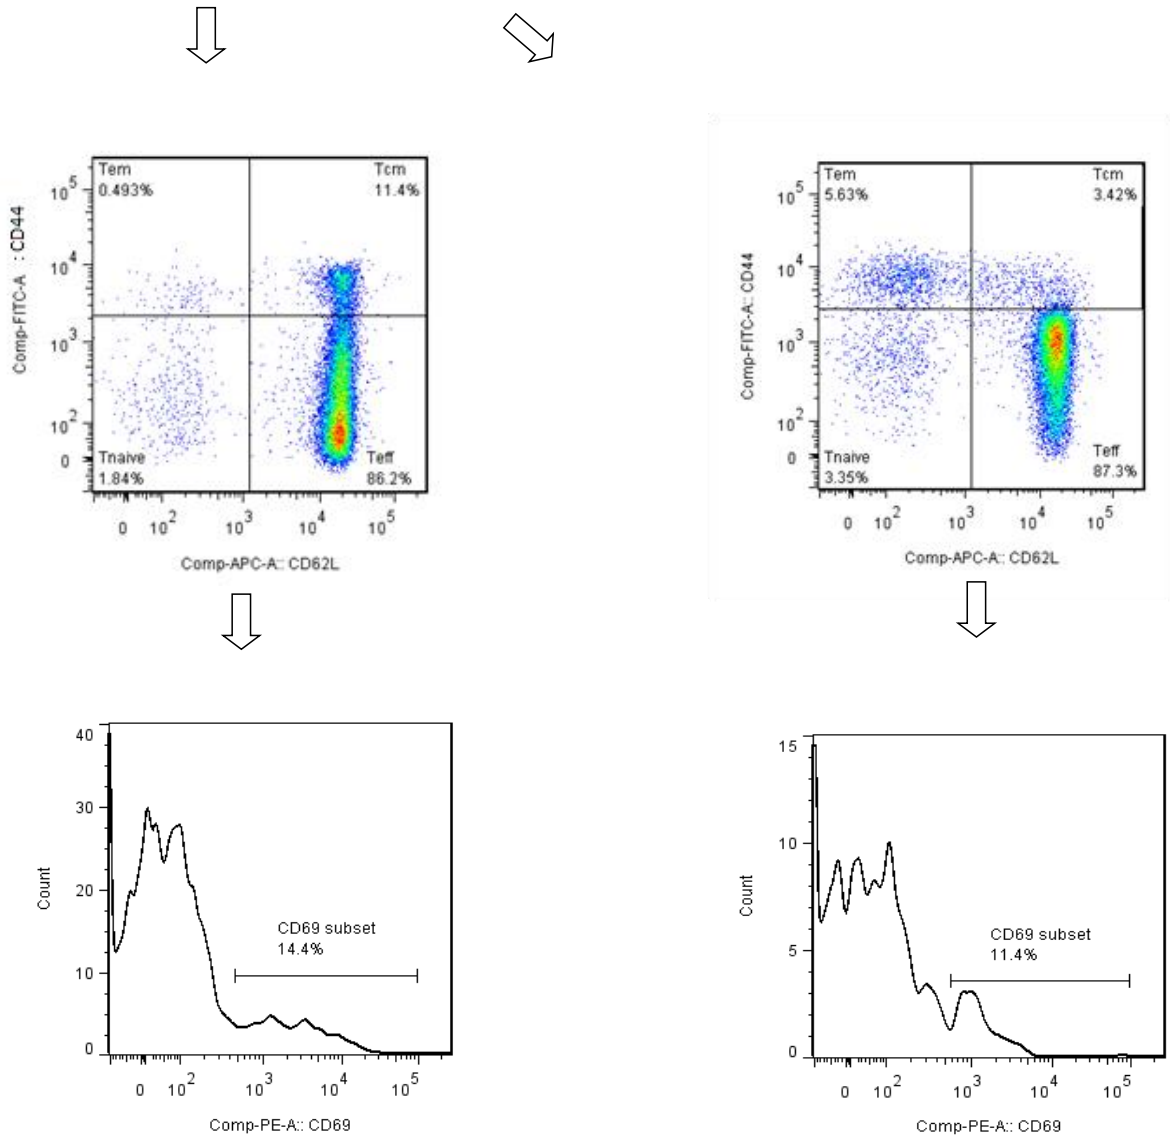 Tem
0.493%
Tcm
11.4%
10^5
10^4
10^3
10^2
0
Tnaive
1.84%
Teff
86.2%
0 10^2 10^3 10^4 10^5
Comp-FITC-A : CD44
Comp-APC-A:: CD62L
Tem
5.63%
Tcm
3.42%
10^5
10^4
10^3
10^2
0
Tnaive
3.35%
Teff
87.3%
0 10^2 10^3 10^4 10^5
Comp-FITC-A:: CD44
Comp-APC-A:: CD62L
40
30
20
10
0
Count
CD69 subset
14.4%
0 10^2 10^3 10^4 10^5
Comp-PE-A:: CD69
15
10
5
0
Count
CD69 subset
11.4%
0 10^2 10^3 10^4 10^5
Comp-PE-A:: CD69